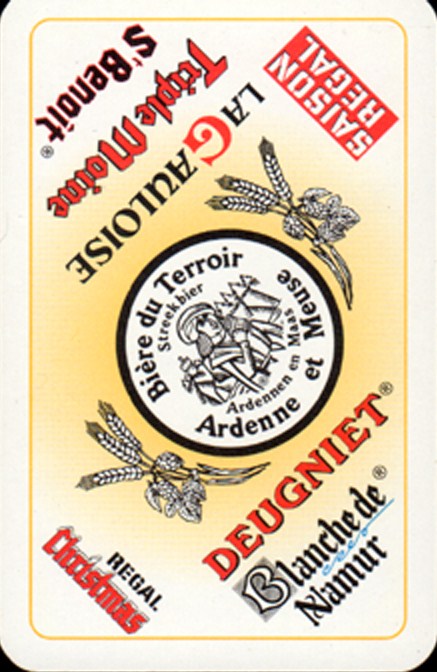 St Benoît®
Triple Moine
LA GAULOISE
SAISON
REGAL
Bière du Terroir
Streekbier
Ardennen en Maas
Ardenne et Meuse
DEUGNIET®
Blanche de®
Namur
REGAL
Christmas